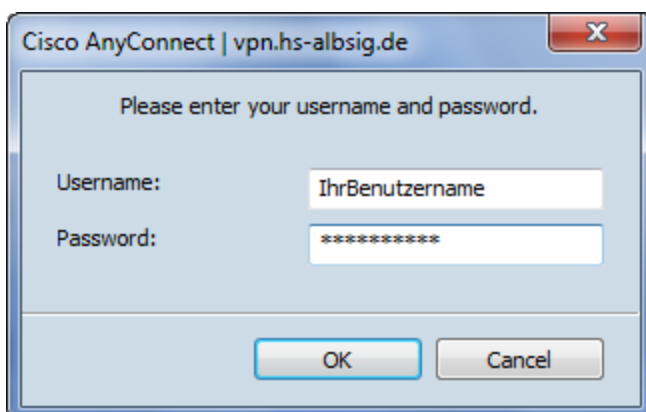 Cisco AnyConnect | vpn.hs-albsig.de
Please enter your username and password.
Username:
IhrBenutzername
Password:
**********
OK
Cancel